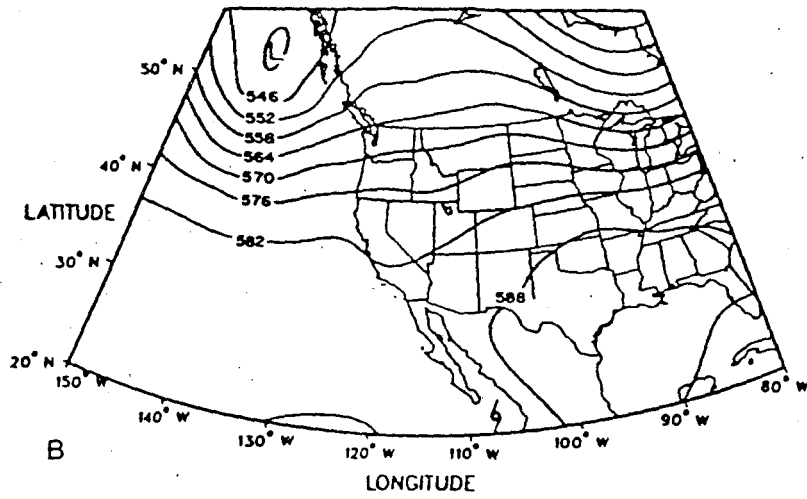 50° N
546
552
558
564
40° N
570
576
LATITUDE
582
30° N
588
20° N
150° W
80° W
140° W
90° W
130° W
100° W
120° W
110° W
B
LONGITUDE